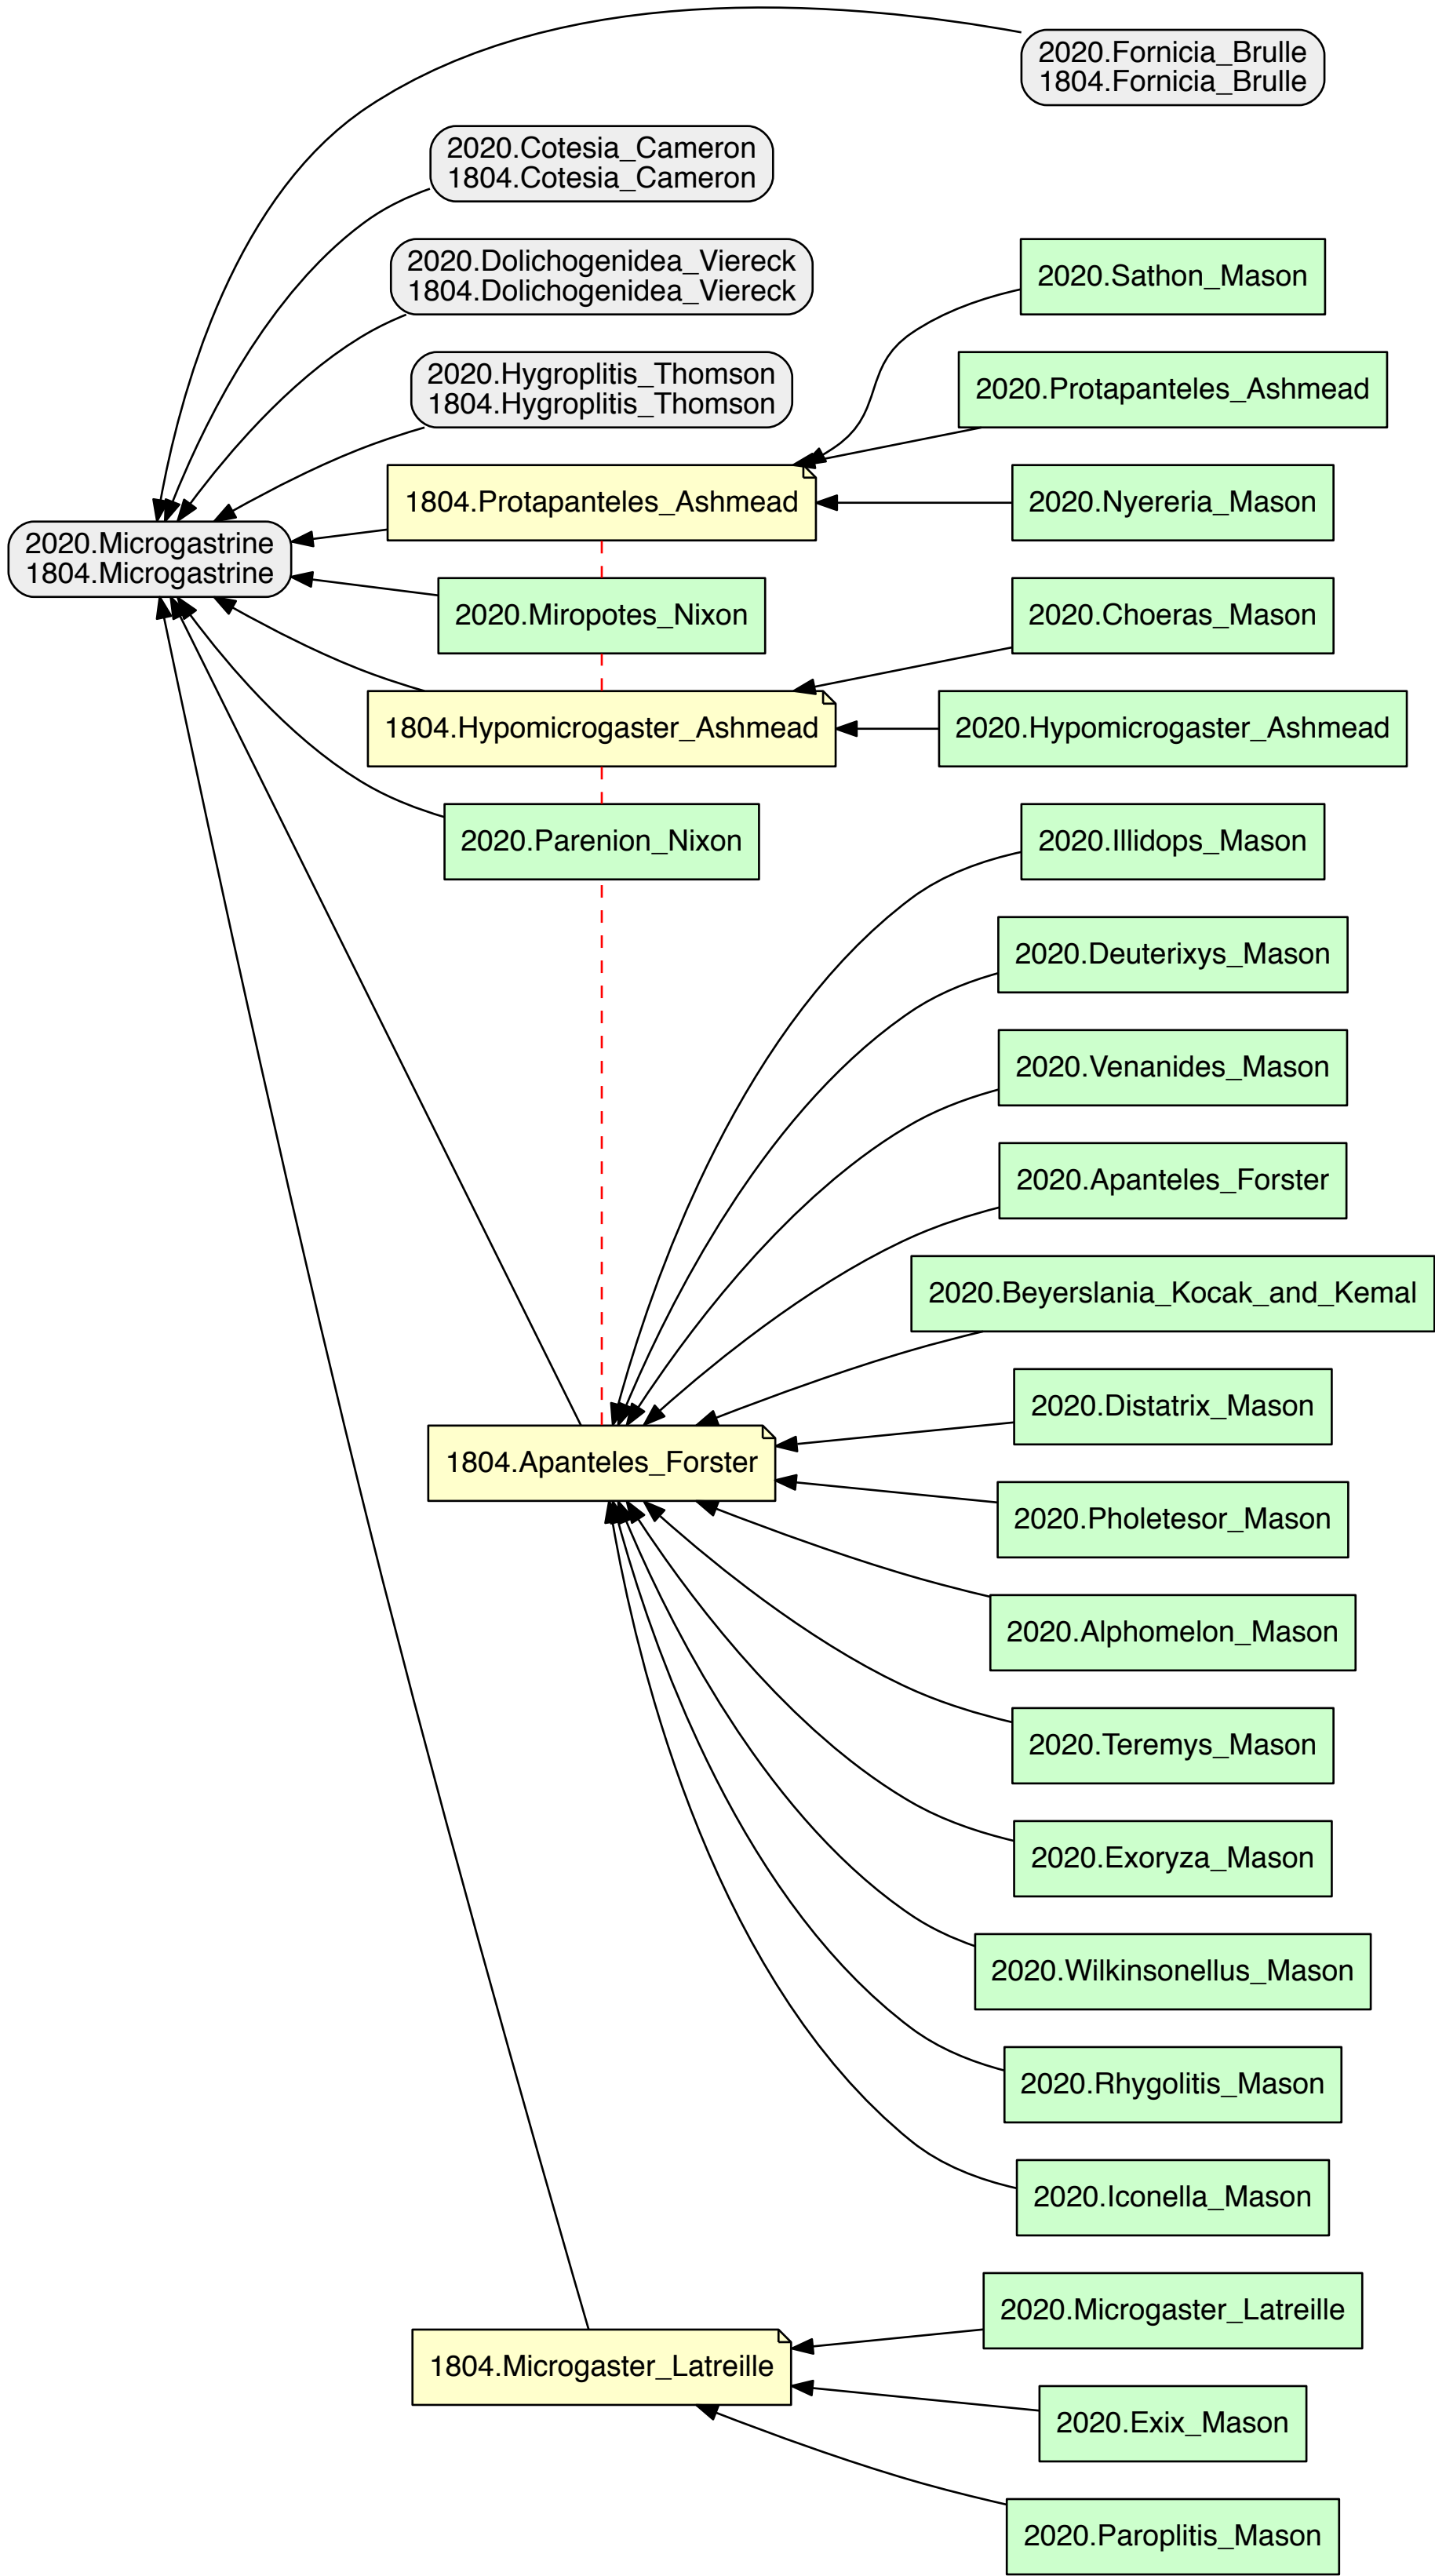 2020.Fornicia_Brulle
1804.Fornicia_Brulle
2020.Cotesia_Cameron
1804.Cotesia_Cameron
2020.Dolichogenidea_Viereck
1804.Dolichogenidea_Viereck
2020.Sathon_Mason
2020.Hygroplitis_Thomson
1804.Hygroplitis_Thomson
2020.Protapanteles_Ashmead
1804.Protapanteles_Ashmead
2020.Nyereria_Mason
2020.Microgastrine
1804.Microgastrine
2020.Miropotes_Nixon
2020.Choeras_Mason
1804.Hypomicrogaster_Ashmead
2020.Hypomicrogaster_Ashmead
2020.Parenion_Nixon
2020.Illidops_Mason
2020.Deuterixys_Mason
2020.Venanides_Mason
2020.Apanteles_Forster
2020.Beyerslania_Kocak_and_Kemal
2020.Distatrix_Mason
1804.Apanteles_Forster
2020.Pholetesor_Mason
2020.Alphomelon_Mason
2020.Teremys_Mason
2020.Exoryza_Mason
2020.Wilkinsonellus_Mason
2020.Rhygolitis_Mason
2020.Iconella_Mason
2020.Microgaster_Latreille
1804.Microgaster_Latreille
2020.Exix_Mason
2020.Paroplitis_Mason